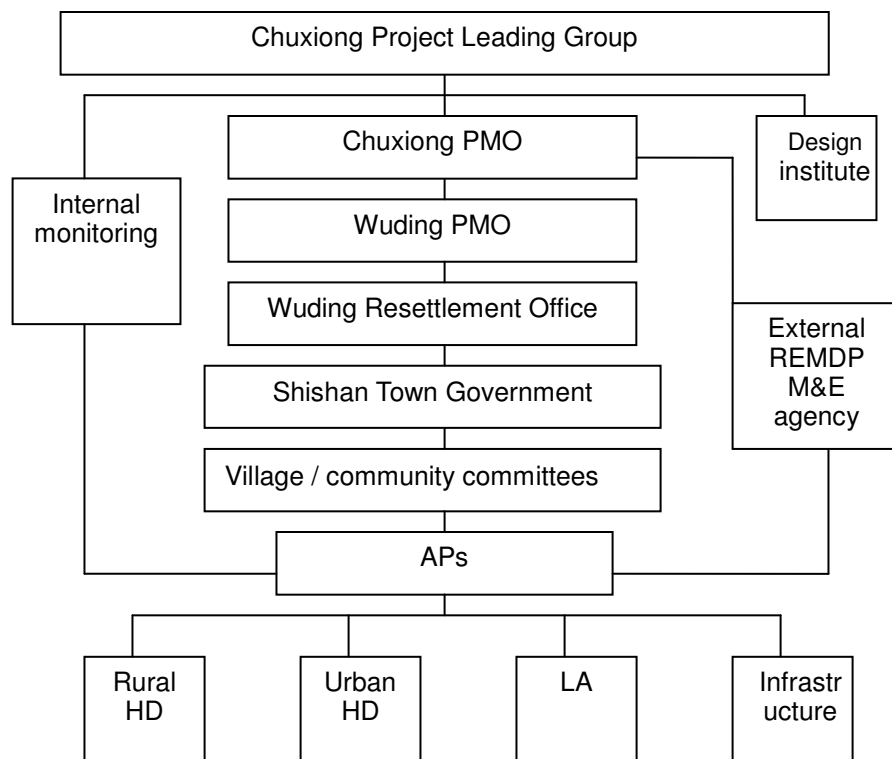 Chuxiong Project Leading Group
Chuxiong PMO
Design
institute
Internal
monitoring
Wuding PMO
Wuding Resettlement Office
External
REMDP
M&E
agency
Shishan Town Government
Village / community committees
APs
Rural
HD
Urban
HD
LA
Infrastr
ucture